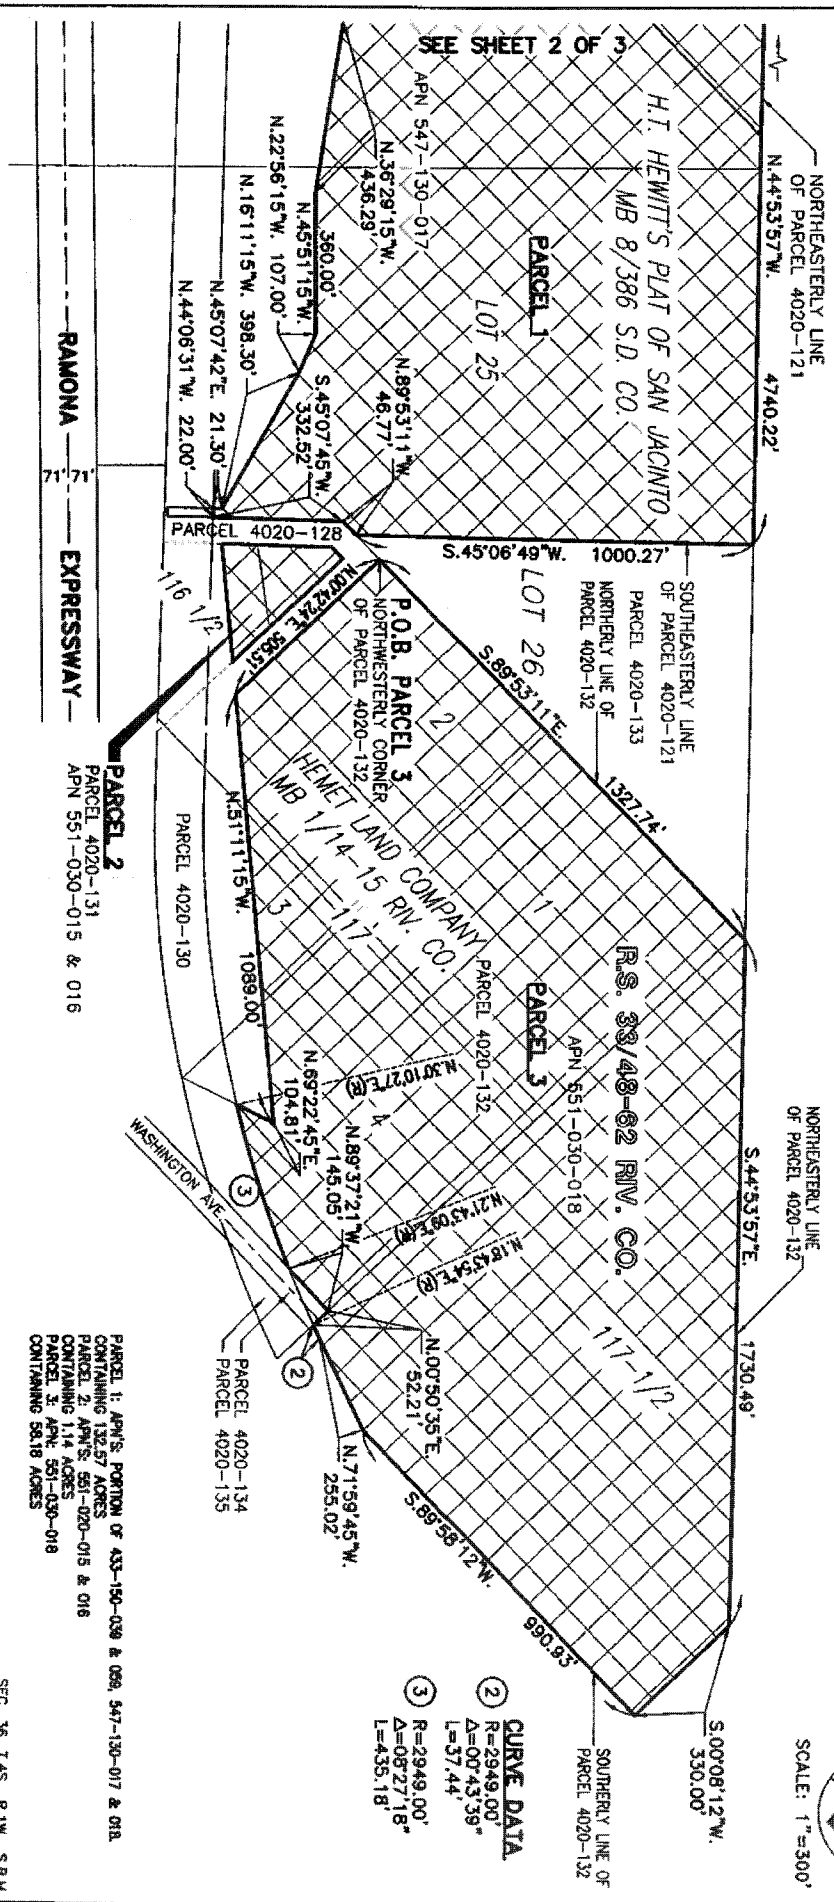 SEE SHEET 2 OF 3
NORTHEASTERLY LINE
OF PARCEL 4020-121
N.44°53'57"W. 4740.22'
H.T. HEWITT'S PLAT OF SAN JACINTO
MB 8/386 S.D. CO.
PARCEL 1
LOT 25
APN 547-130-017
N.36°29'15"W.
436.29'
360.00'
N.45°51'15"W.
N.22°56'15"W. 107.00'
N.16°11'15"W. 398.30'
N.45°07'42"E. 21.30'
N.44°06'31"W. 22.00'
S.45°07'45"W.
332.52'
N.89°53'11"W.
46.77'
RAMONA EXPRESSWAY
71' 71'
PARCEL 4020-128
S.45°06'49"W. 1000.27'
SOUTHEASTERLY LINE
OF PARCEL 4020-121
PARCEL 4020-133
NORTHERLY LINE OF
PARCEL 4020-132
LOT 26
S.89°53'11"E. 1327.74'
P.O.B. PARCEL 3
NORTHWESTERLY CORNER
OF PARCEL 4020-132
N.00°42'24"E. 505.51'
116 1/2
PARCEL 2
PARCEL 4020-131
APN 551-030-015 & 016
2
HEMET LAND COMPANY
MB 1/14-15 RIV. CO.
117
3
1
4
N.51°11'15"W. 1089.00'
PARCEL 4020-130
PARCEL 4020-132
PARCEL 3
APN 551-030-018
R.S. 33/48-62 RIV. CO.
NORTHEASTERLY LINE
OF PARCEL 4020-132
S.44°53'57"E. 1730.49'
N.30°10'27"E.(R)
N.69°22'45"E.
104.81'
N.89°37'21"W.
145.05'
N.21°43'09"E.(R)
N.18°43'54"E.(R)
WASHINGTON AVE
3
2
N.00°50'35"E.
52.21'
117-1/2
PARCEL 4020-134
PARCEL 4020-135
N.71°59'45"W.
255.02'
S.89°58'12"W. 990.93'
SOUTHERLY LINE OF
PARCEL 4020-132
S.00°08'12"W.
330.00'
SCALE: 1"=300'
CURVE DATA
2 R=2949.00'
Δ=00°43'39"
L=37.44'
3 R=2949.00'
Δ=08°27'18"
L=435.18'
PARCEL 1: APN'S: PORTION OF 433-150-039 & 059, 547-130-017 & 018.
CONTAINING 132.57 ACRES
PARCEL 2: APN'S: 551-020-015 & 016
CONTAINING 1.14 ACRES
PARCEL 3: APN: 551-030-018
CONTAINING 58.18 ACRES
SEC. 36 T.4S. R.1W. S.B.M.